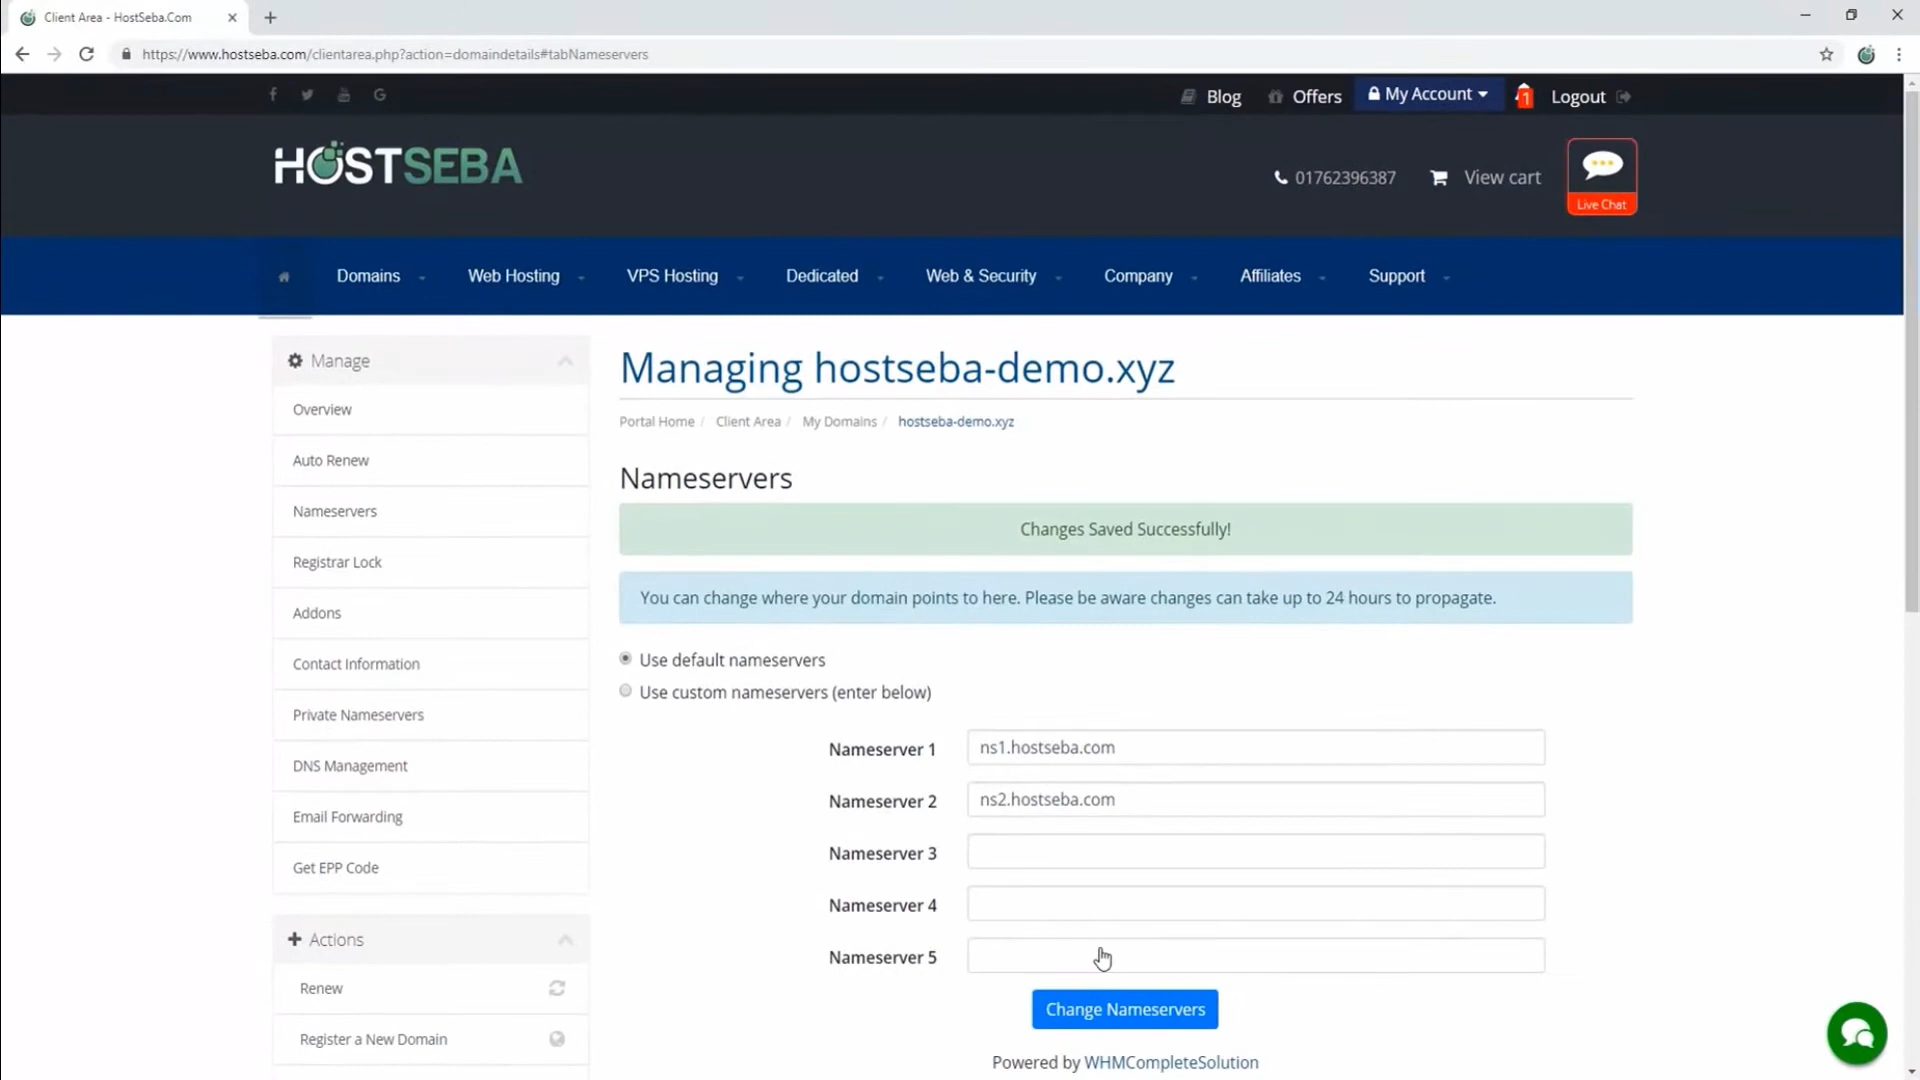 Client Area - HostSeba.Com
https://www.hostseba.com/clientarea.php?action=domaindetails#tabNameservers
Blog
Offers
My Account
1
Logout
HOSTSEBA
01762396387
View cart
Live Chat
Domains
Web Hosting
VPS Hosting
Dedicated
Web & Security
Company
Affiliates
Support
Manage
Overview
Auto Renew
Nameservers
Registrar Lock
Addons
Contact Information
Private Nameservers
DNS Management
Email Forwarding
Get EPP Code
Actions
Renew
Register a New Domain
Managing hostseba-demo.xyz
Portal Home / Client Area / My Domains / hostseba-demo.xyz
Nameservers
Changes Saved Successfully!
You can change where your domain points to here. Please be aware changes can take up to 24 hours to propagate.
Use default nameservers
Use custom nameservers (enter below)
Nameserver 1 ns1.hostseba.com
Nameserver 2 ns2.hostseba.com
Nameserver 3
Nameserver 4
Nameserver 5
Change Nameservers
Powered by WHMCompleteSolution